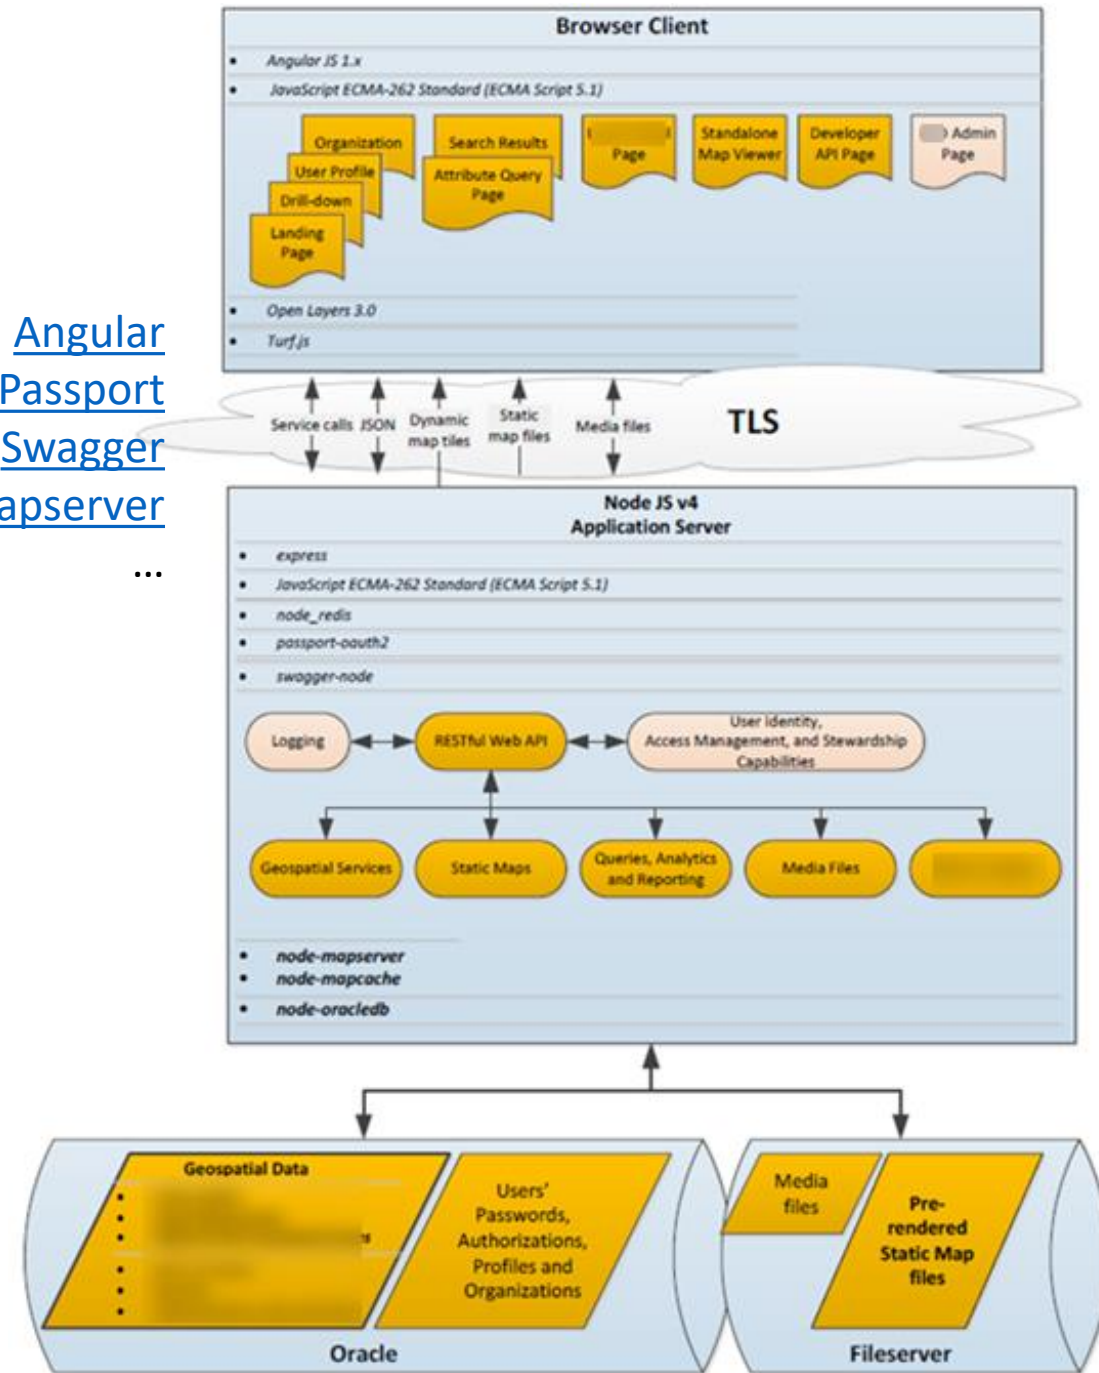 Browser Client
• Angular JS 1.x
• JavaScript ECMA-262 Standard (ECMA Script 5.1)
Organization
User Profile
Drill-down
Landing
Page
Search Results
Attribute Query
Page
Page
Standalone
Map Viewer
Developer
API Page
Admin
Page
• Open Layers 3.0
• Turf.js
Angular
Passport
Swagger
apserver
...
Service calls
JSON
Dynamic
map tiles
Static
map files
Media files
TLS
Node JS v4
Application Server
• express
• JavaScript ECMA-262 Standard (ECMA Script 5.1)
• node_redis
• passport-oauth2
• swagger-node
Logging
RESTful Web API
User Identity,
Access Management, and Stewardship
Capabilities
Geospatial Services
Static Maps
Queries, Analytics
and Reporting
Media Files
• node-mapserver
• node-mapcache
• node-oracledb
Geospatial Data
Users'
Passwords,
Authorizations,
Profiles and
Organizations
Oracle
Media
files
Pre-
rendered
Static Map
files
Fileserver